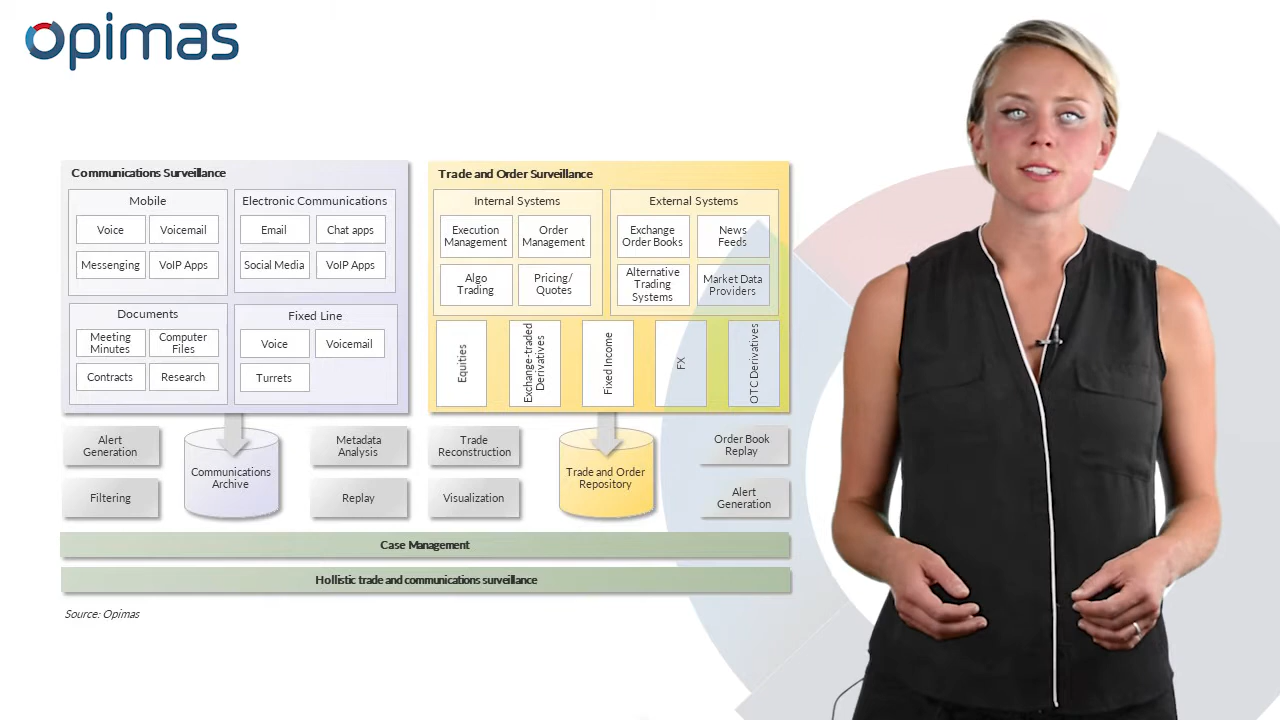 opimas
Communications Surveillance
Mobile
Voice
Voicemail
Messenging
VoIP Apps
Electronic Communications
Email
Chat apps
Social Media
VoIP Apps
Documents
Meeting
Minutes
Computer
Files
Contracts
Research
Fixed Line
Voice
Voicemail
Turrets
Trade and Order Surveillance
Internal Systems
Execution
Management
Order
Management
Algo
Trading
Pricing/
Quotes
External Systems
Exchange
Order Books
News
Feeds
Alternative
Trading
Systems
Market Data
Providers
Equities
Exchange-traded
Derivatives
Fixed Income
FX
OTC Derivatives
Alert
Generation
Filtering
Communications
Archive
Metadata
Analysis
Replay
Trade
Reconstruction
Visualization
Trade and Order
Repository
Order Book
Replay
Alert
Generation
Case Management
Hollistic trade and communications surveillance
Source: Opimas